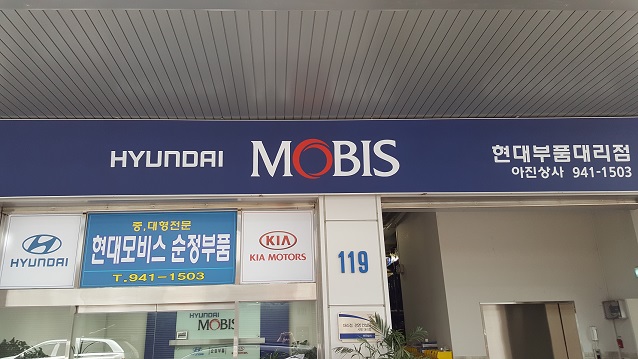 HYUNDAI MOBIS
현대부품대리점
아진상사 941-1503
HYUNDAI
중,대형전문
현대모비스 순정부품
T.941-1503
KIA
KIA MOTORS
119
HYUNDAI
MOBIS